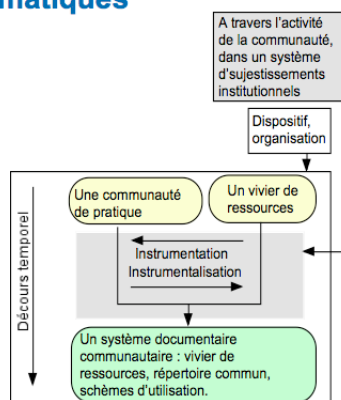 matiques
A travers l'activité
de la communauté,
dans un système
d'sujestissements
institutionnels
Dispositif,
organisation
Une communauté
de pratique
Un vivier de
ressources
Instrumentation
Instrumentalisation
Décours temporel
Un système documentaire
communautaire : vivier de
ressources, répertoire commun,
schèmes d'utilisation.